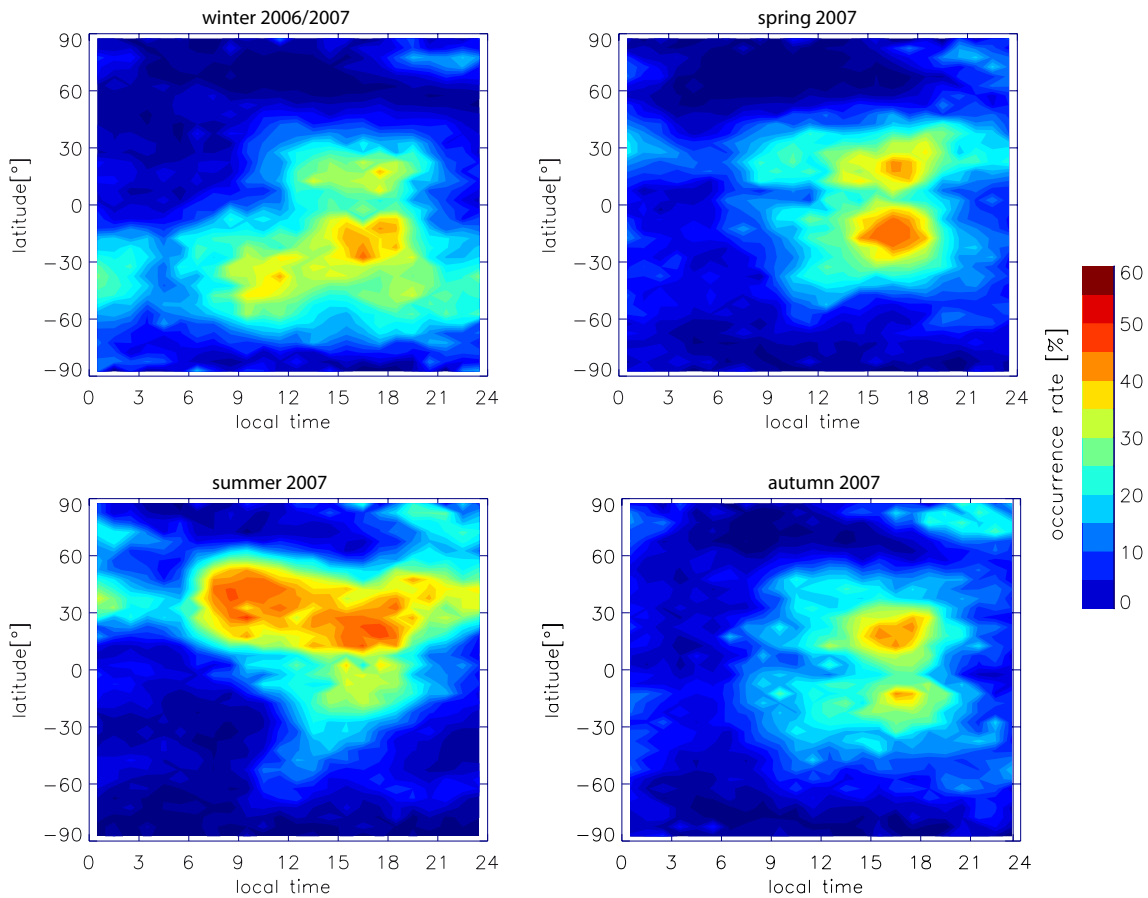 winter 2006/2007
90
60
30
0
−30
−60
−90
latitude[°]
0 3 6 9 12 15 18 21 24
local time
spring 2007
90
60
30
0
−30
−60
−90
latitude[°]
0 3 6 9 12 15 18 21 24
local time
summer 2007
90
60
30
0
−30
−60
−90
latitude[°]
0 3 6 9 12 15 18 21 24
local time
autumn 2007
90
60
30
0
−30
−60
−90
latitude[°]
0 3 6 9 12 15 18 21 24
local time
occurrence rate [%]
60
50
40
30
20
10
0